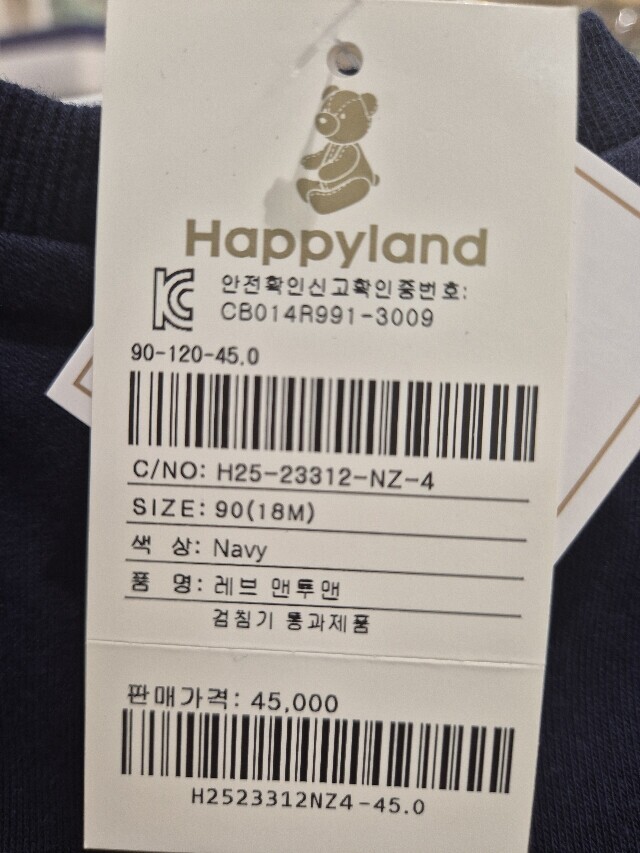 Happyland
안전확인신고확인증번호:
CB014R991-3009
90-120-45.0
C/NO: H25-23312-NZ-4
SIZE: 90(18M)
색 상: Navy
품 명: 레브 맨투맨
검침기 통과제품
판매가격: 45,000
H2523312NZ4-45.0